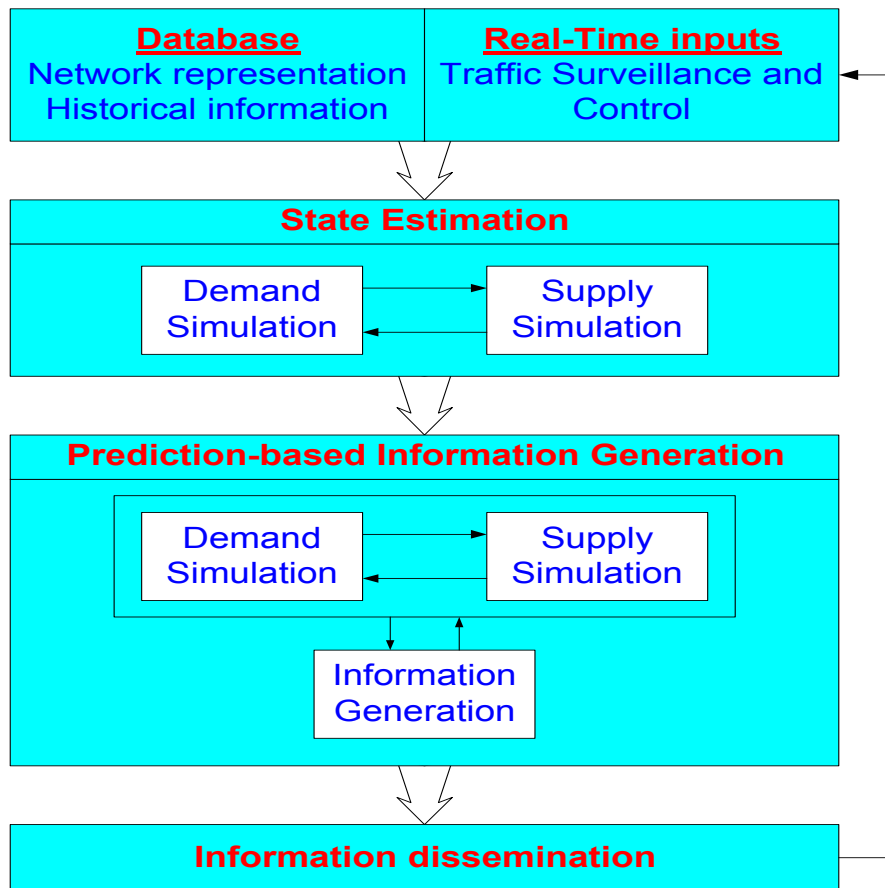 Database
Network representation
Historical information
Real-Time inputs
Traffic Surveillance and
Control
State Estimation
Demand
Simulation
Supply
Simulation
Prediction-based Information Generation
Demand
Simulation
Supply
Simulation
Information
Generation
Information dissemination